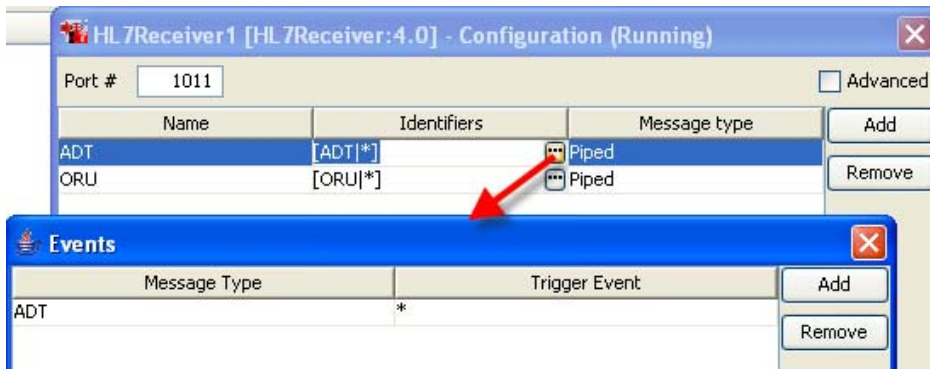 HL7Receiver1 [HL7Receiver:4.0] - Configuration (Running)
Port # 1011 Advanced
Name Identifiers Message type Add
ADT [ADT|*] Piped
ORU [ORU|*] Piped Remove
Events
Message Type Trigger Event Add
ADT *
Remove